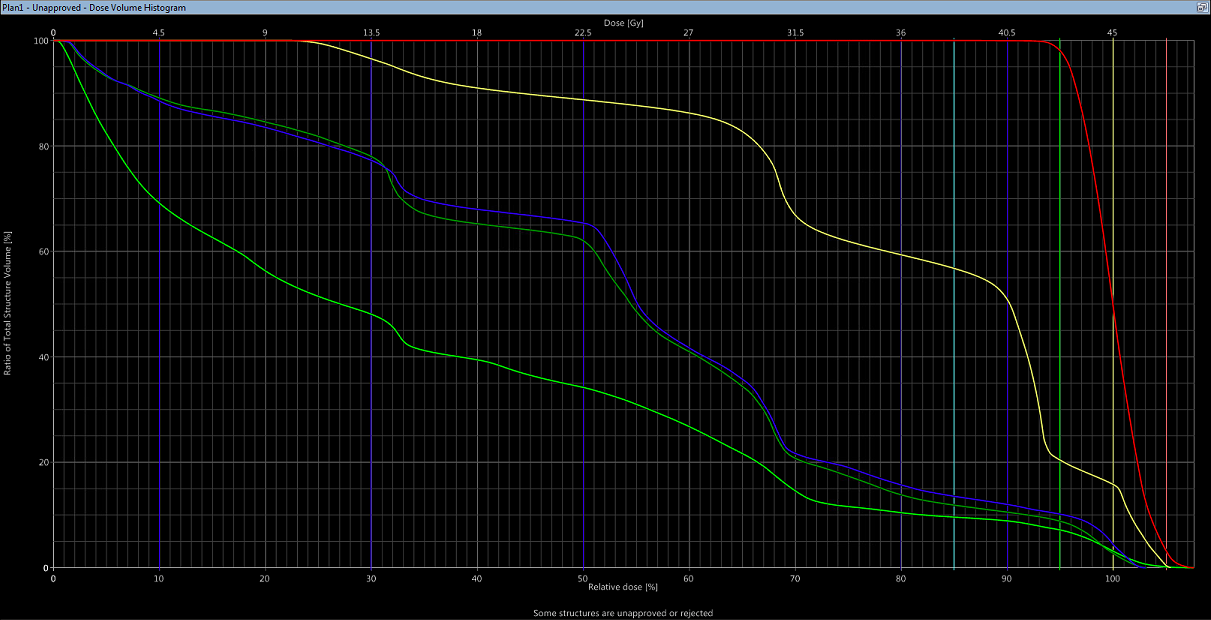 Plan1 - Unapproved - Dose Volume Histogram
Dose [Gy]
0 4.5 9 13.5 18 22.5 27 31.5 36 40.5 45
100
80
60
40
20
0
Ratio of Total Structure Volume [%]
0 10 20 30 40 50 60 70 80 90 100
Relative dose [%]
Some structures are unapproved or rejected